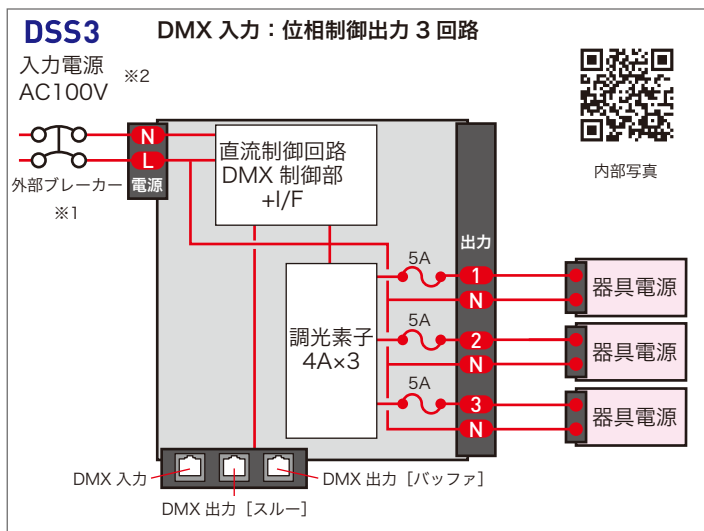 DSS3
DMX 入力：位相制御出力 3 回路
入力電源
AC100V
※2
N
L
電源
外部ブレーカー
※1
直流制御回路
DMX 制御部
+I/F
内部写真
出力
調光素子
4A×3
5A
1
N
器具電源
5A
2
N
器具電源
5A
3
N
器具電源
DMX 入力
DMX 出力［スルー］
DMX 出力［バッファ］